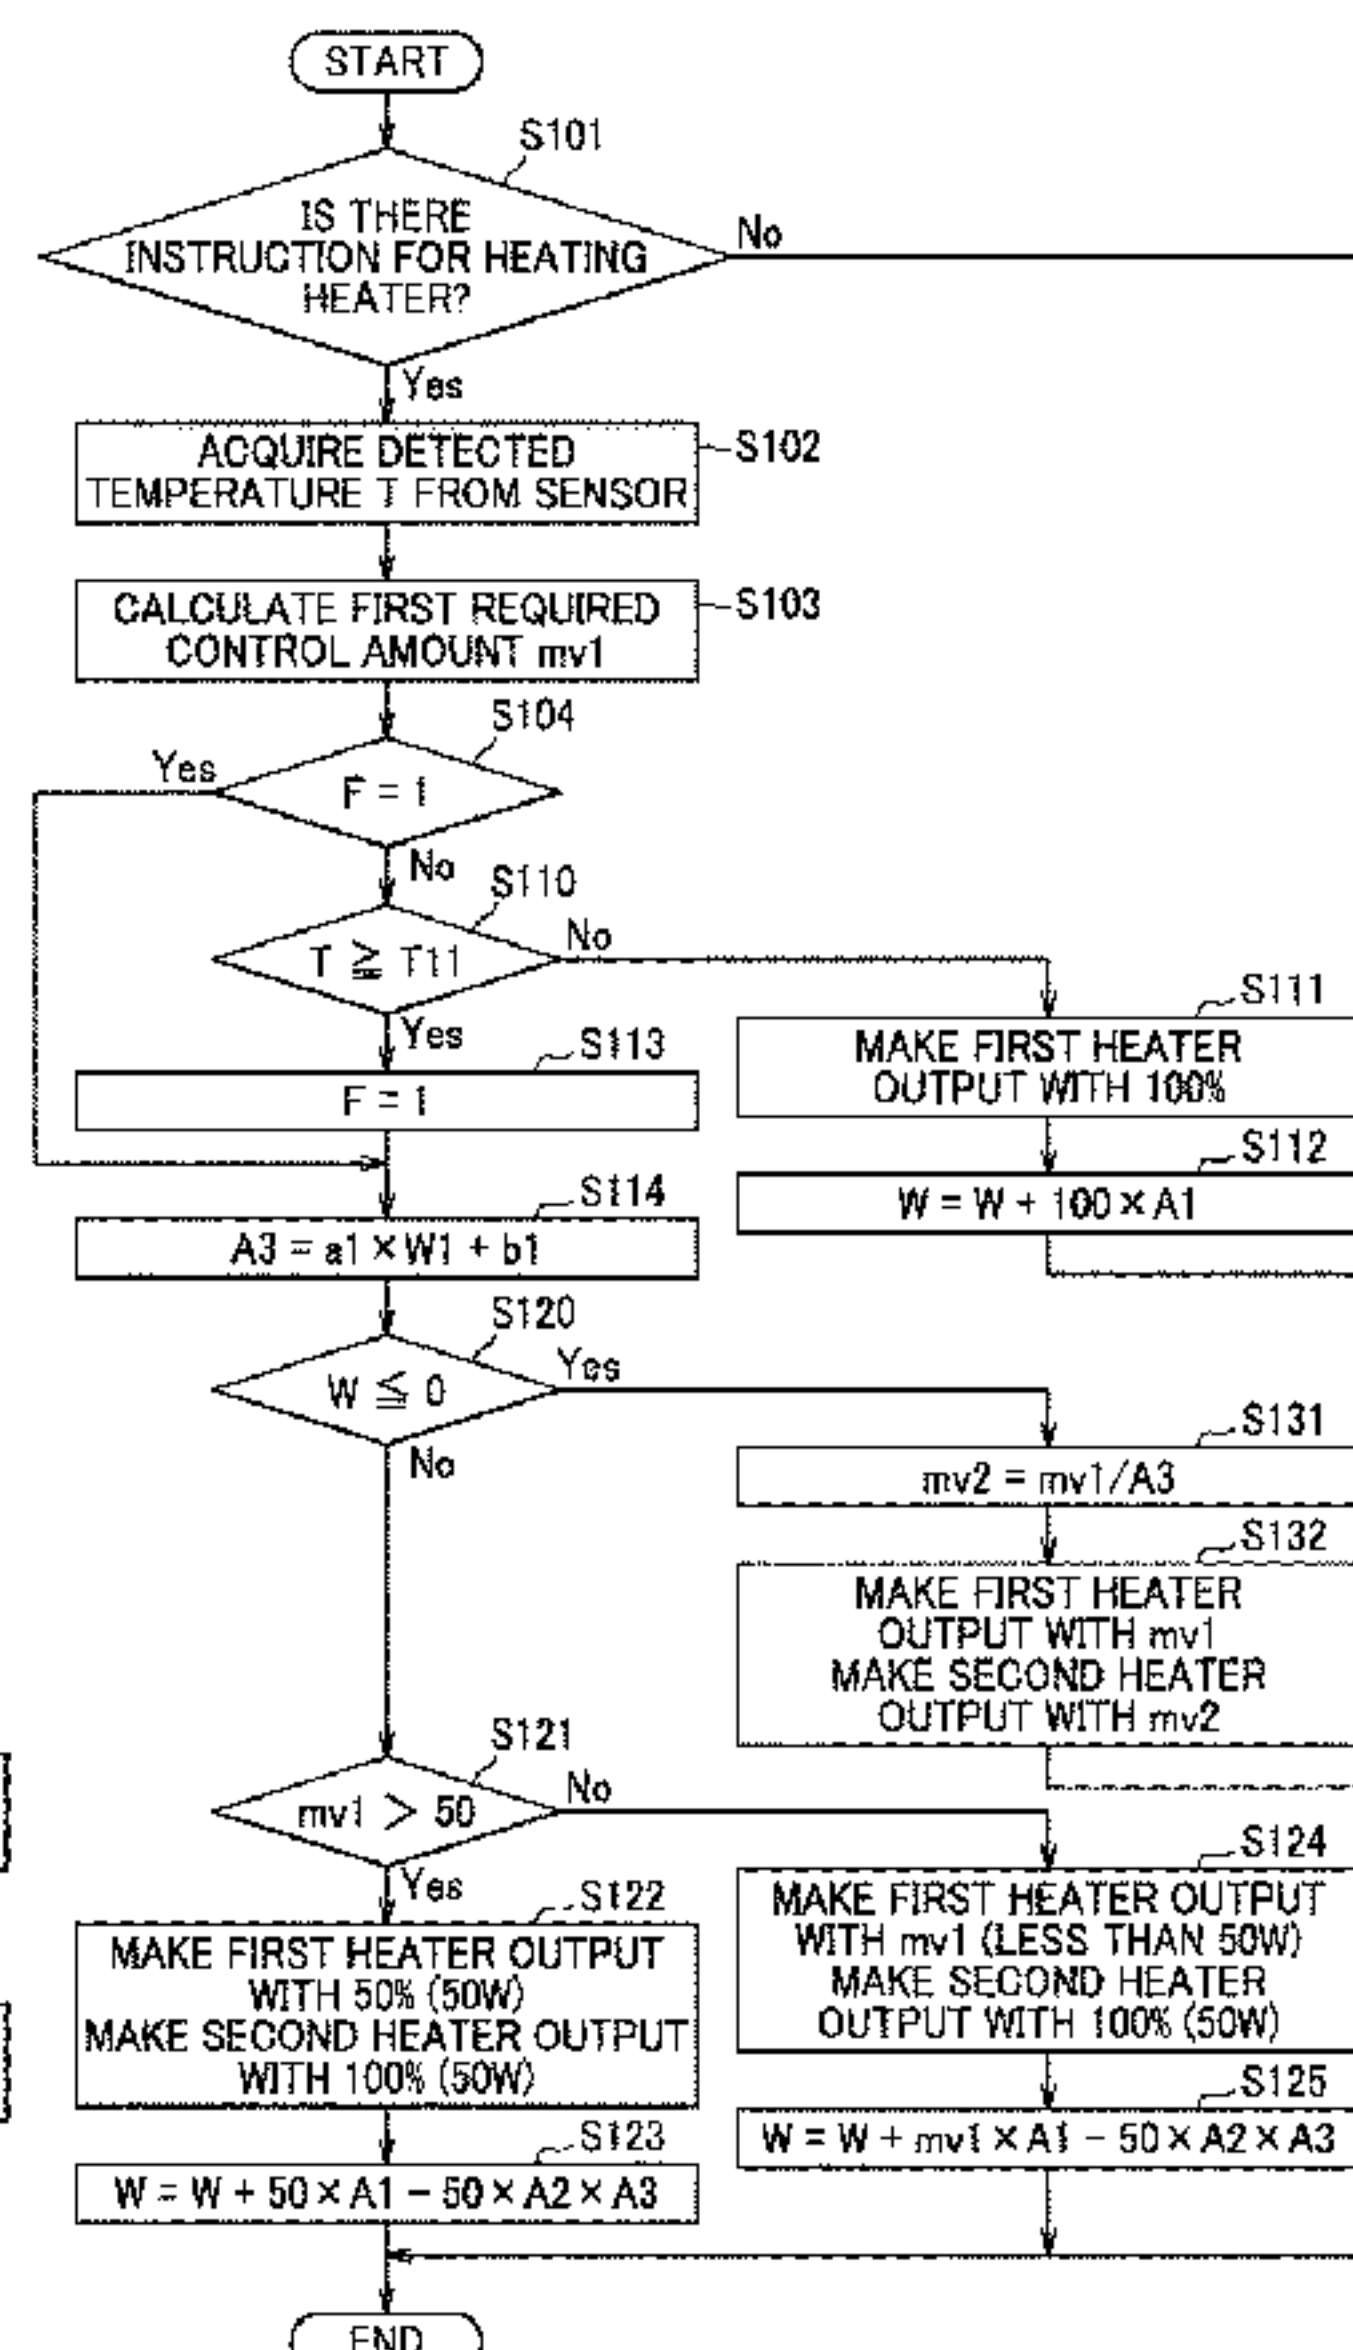 START
S101
IS THERE
INSTRUCTION FOR HEATING
HEATER?
No
Yes
S102
ACQUIRE DETECTED
TEMPERATURE T FROM SENSOR
S103
CALCULATE FIRST REQUIRED
CONTROL AMOUNT mv1
S104
Yes
F = 1
No
S110
T ≧ T11
No
Yes
S111
MAKE FIRST HEATER
OUTPUT WITH 100%
S113
F = 1
S112
W = W + 100 × A1
S114
A3 = a1 × W1 + b1
S120
W ≦ 0
Yes
No
S131
mv2 = mv1/A3
S132
MAKE FIRST HEATER
OUTPUT WITH mv1
MAKE SECOND HEATER
OUTPUT WITH mv2
S121
mv1 > 50
No
Yes
S124
MAKE FIRST HEATER OUTPUT
WITH mv1 (LESS THAN 50W)
MAKE SECOND HEATER
OUTPUT WITH 100% (50W)
S122
MAKE FIRST HEATER OUTPUT
WITH 50% (50W)
MAKE SECOND HEATER OUTPUT
WITH 100% (50W)
S125
W = W + mv1 × A1 − 50 × A2 × A3
S123
W = W + 50 × A1 − 50 × A2 × A3
END